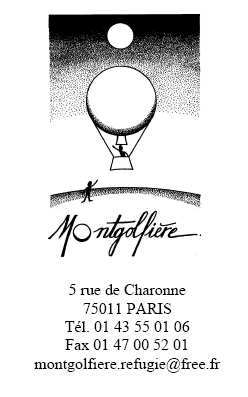 Montgolfière.
5 rue de Charonne
75011 PARIS
Tél. 01 43 55 01 06
Fax 01 47 00 52 01
montgolfiere.refugie@free.fr